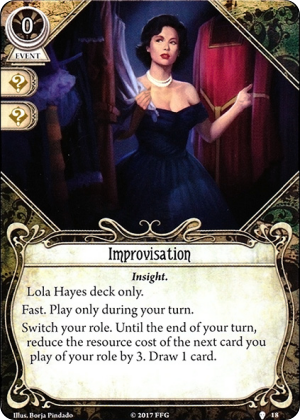 0
EVENT
?
?
Improvisation
Insight.
Lola Hayes deck only.
Fast. Play only during your turn.
Switch your role. Until the end of your turn,
reduce the resource cost of the next card you
play of your role by 3. Draw 1 card.
Illus. Borja Pindado © 2017 FFG 18